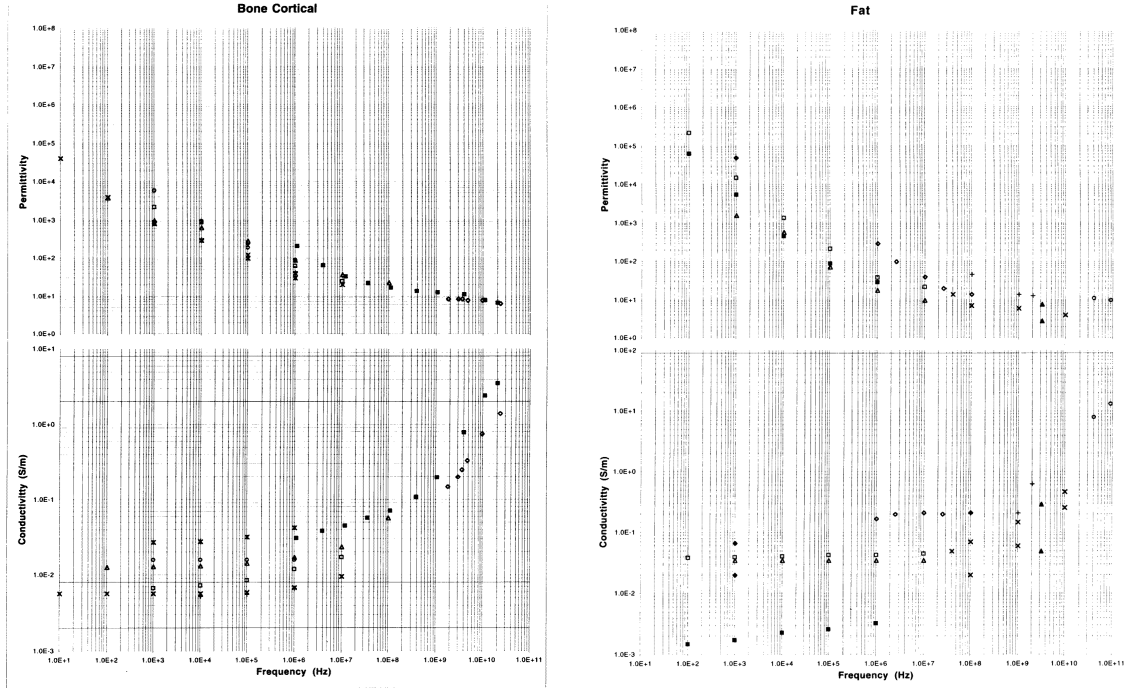 Bone Cortical
1.0E+8
1.0E+7
1.0E+6
1.0E+5
1.0E+4
1.0E+3
1.0E+2
1.0E+1
1.0E+0
Permittivity
1.0E+1
1.0E+0
1.0E-1
1.0E-2
1.0E-3
Conductivitty (S/m)
1.0E+1 1.0E+2 1.0E+3 1.0E+4 1.0E+5 1.0E+6 1.0E+7 1.0E+8 1.0E+9 1.0E+10 1.0E+11
Frequency (Hz)
Fat
1.0E+8
1.0E+7
1.0E+6
1.0E+5
1.0E+4
1.0E+3
1.0E+2
1.0E+1
1.0E+0
Permittivity
1.0E+2
1.0E+1
1.0E+0
1.0E-1
1.0E-2
1.0E-3
Conductivitty (S/m)
1.0E+1 1.0E+2 1.0E+3 1.0E+4 1.0E+5 1.0E+6 1.0E+7 1.0E+8 1.0E+9 1.0E+10 1.0E+11
Frequency (Hz)